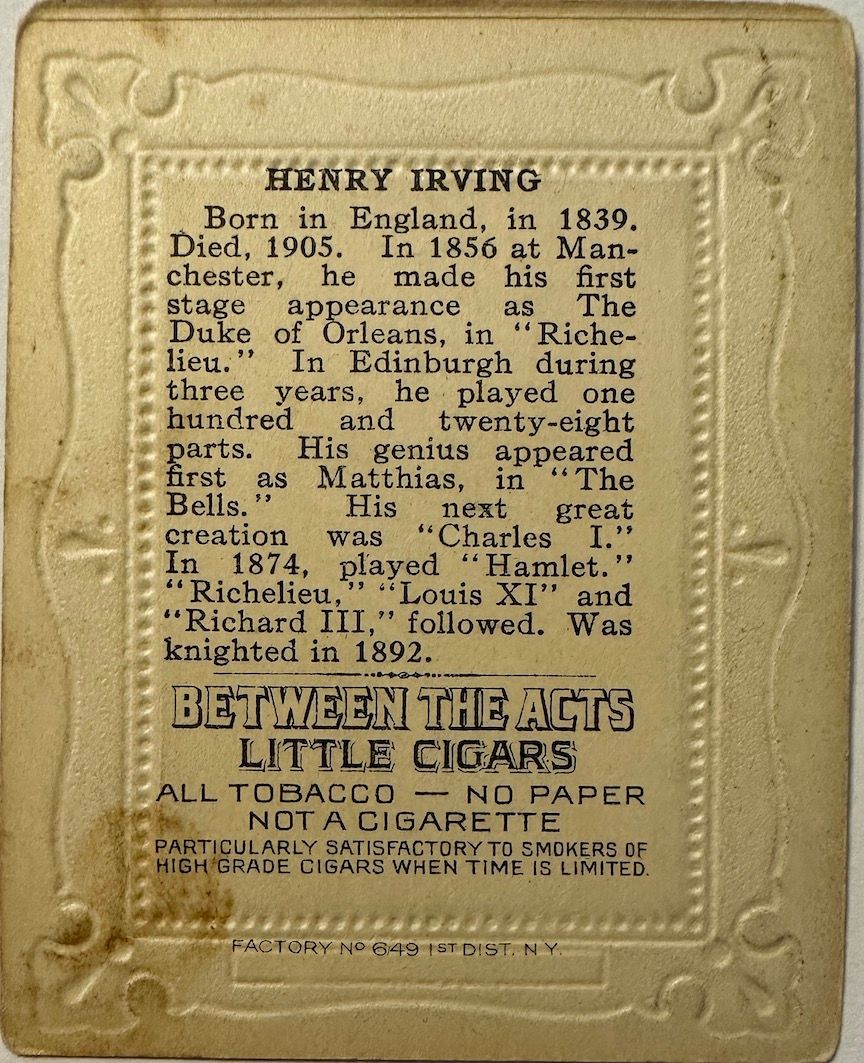 HENRY IRVING
Born in England, in 1839.
Died, 1905. In 1856 at Man-
chester, he made his first
stage appearance as The
Duke of Orleans, in “Riche-
lieu.” In Edinburgh during
three years, he played one
hundred and twenty-eight
parts. His genius appeared
first as Matthias, in “The
Bells.” His next great
creation was “Charles I.”
In 1874, played “Hamlet.”
“Richelieu,” “Louis XI” and
“Richard III,” followed. Was
knighted in 1892.
BETWEEN THE ACTS
LITTLE CIGARS
ALL TOBACCO — NO PAPER
NOT A CIGARETTE
PARTICULARLY SATISFACTORY TO SMOKERS OF
HIGH GRADE CIGARS WHEN TIME IS LIMITED.
FACTORY No 649 1ST DIST. N.Y.